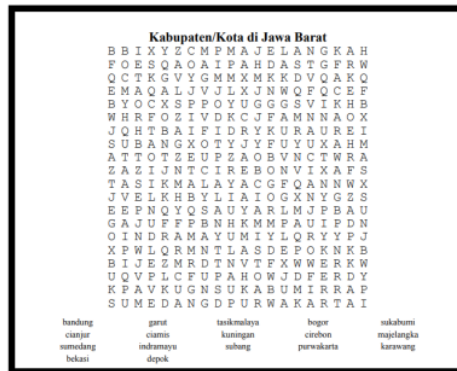 Kabupaten/Kota di Jawa Barat
B B I X Y Z C M P M A J E L A N G K A H
F O E S Q A O A I P A H D A S T G F R W
Q C T K G V Y G M M X M K K D V Q A K Q
E M A Q A L J V J L X J N W Q F Q C E F
B Y O C X S P P O Y U G G G S V I K H B
W H R F O Z I V D K C J F A M N N A O X
J Q H T B A I F I D R Y K U R A U R E I
S U B A N G X O T Y J Y F U Y U X A H M
A T T O T Z E U P Z A O B V N C T W R A
Z A Z I J N T C I R E B O N V I X A F S
T A S I K M A L A Y A C G F Q A N N W X
J V E L K H B Y L I A I O G X N Y G Z S
E E P N Q Y Q S A U Y A R L M J P B A U
G A J U F F P B N H K M M P A U I P D N
O I N D R A M A Y U M I Y L Q R Y Y P J
X P W L Q R M N T L A S D E P O K N K B
B I J E Z M R D T N V T F X W W E R K W
U Q V P L C F U P A H O W J D F E R D Y
K P A V K U G N S U K A B U M I R R A P
S U M E D A N G D P U R W A K A R T A I
bandung garut tasikmalaya bogor sukabumi
cianjur ciamis kuningan cirebon majelangka
sumedang indramayu subang purwakarta karawang
bekasi depok